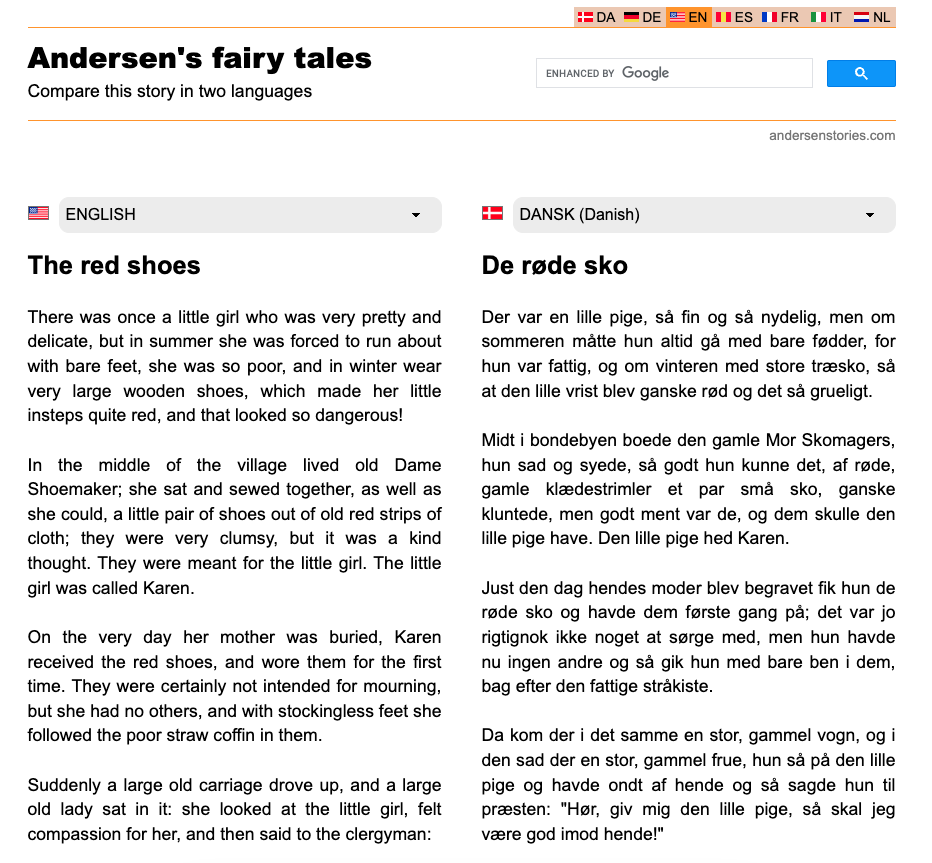 DA DE EN ES FR IT NL
Andersen's fairy tales
Compare this story in two languages
ENHANCED BY Google
andersenstories.com
ENGLISH
The red shoes
There was once a little girl who was very pretty and
delicate, but in summer she was forced to run about
with bare feet, she was so poor, and in winter wear
very large wooden shoes, which made her little
insteps quite red, and that looked so dangerous!
In the middle of the village lived old Dame
Shoemaker; she sat and sewed together, as well as
she could, a little pair of shoes out of old red strips of
cloth; they were very clumsy, but it was a kind
thought. They were meant for the little girl. The little
girl was called Karen.
On the very day her mother was buried, Karen
received the red shoes, and wore them for the first
time. They were certainly not intended for mourning,
but she had no others, and with stockingless feet she
followed the poor straw coffin in them.
Suddenly a large old carriage drove up, and a large
old lady sat in it: she looked at the little girl, felt
compassion for her, and then said to the clergyman:
DANSK (Danish)
De røde sko
Der var en lille pige, så fin og så nydelig, men om
sommeren måtte hun altid gå med bare fødder, for
hun var fattig, og om vinteren med store træsko, så
at den lille vrist blev ganske rød og det så grueligt.
Midt i bondebyen boede den gamle Mor Skomagers,
hun sad og syede, så godt hun kunne det, af røde,
gamle klædestrimler et par små sko, ganske
kluntede, men godt ment var de, og dem skulle den
lille pige have. Den lille pige hed Karen.
Just den dag hendes moder blev begravet fik hun de
røde sko og havde dem første gang på; det var jo
rigtignok ikke noget at sørge med, men hun havde
nu ingen andre og så gik hun med bare ben i dem,
bag efter den fattige stråkiste.
Da kom der i det samme en stor, gammel vogn, og i
den sad der en stor, gammel frue, hun så på den lille
pige og havde ondt af hende og så sagde hun til
præsten: "Hør, giv mig den lille pige, så skal jeg
være god imod hende!"